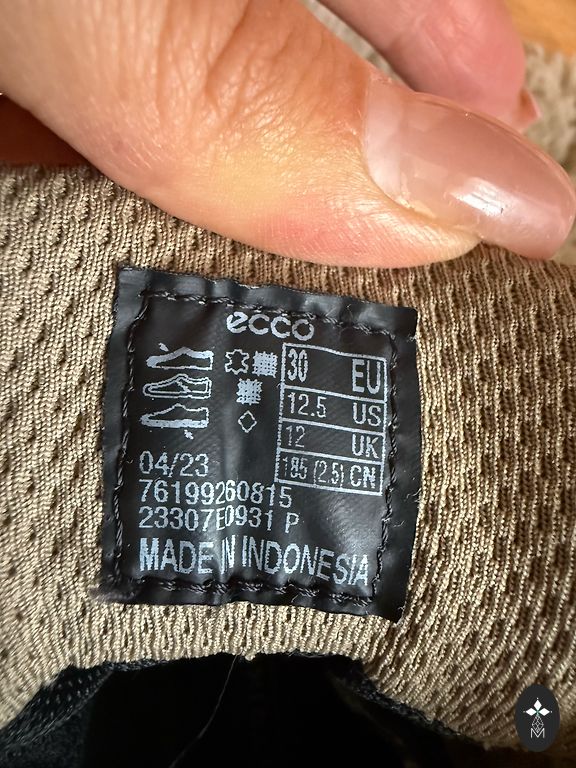 ecco
30 EU
12.5 US
12 UK
185 (2.5) CN
04/23
76199260815
23307E0931 P
MADE IN INDONESIA
M